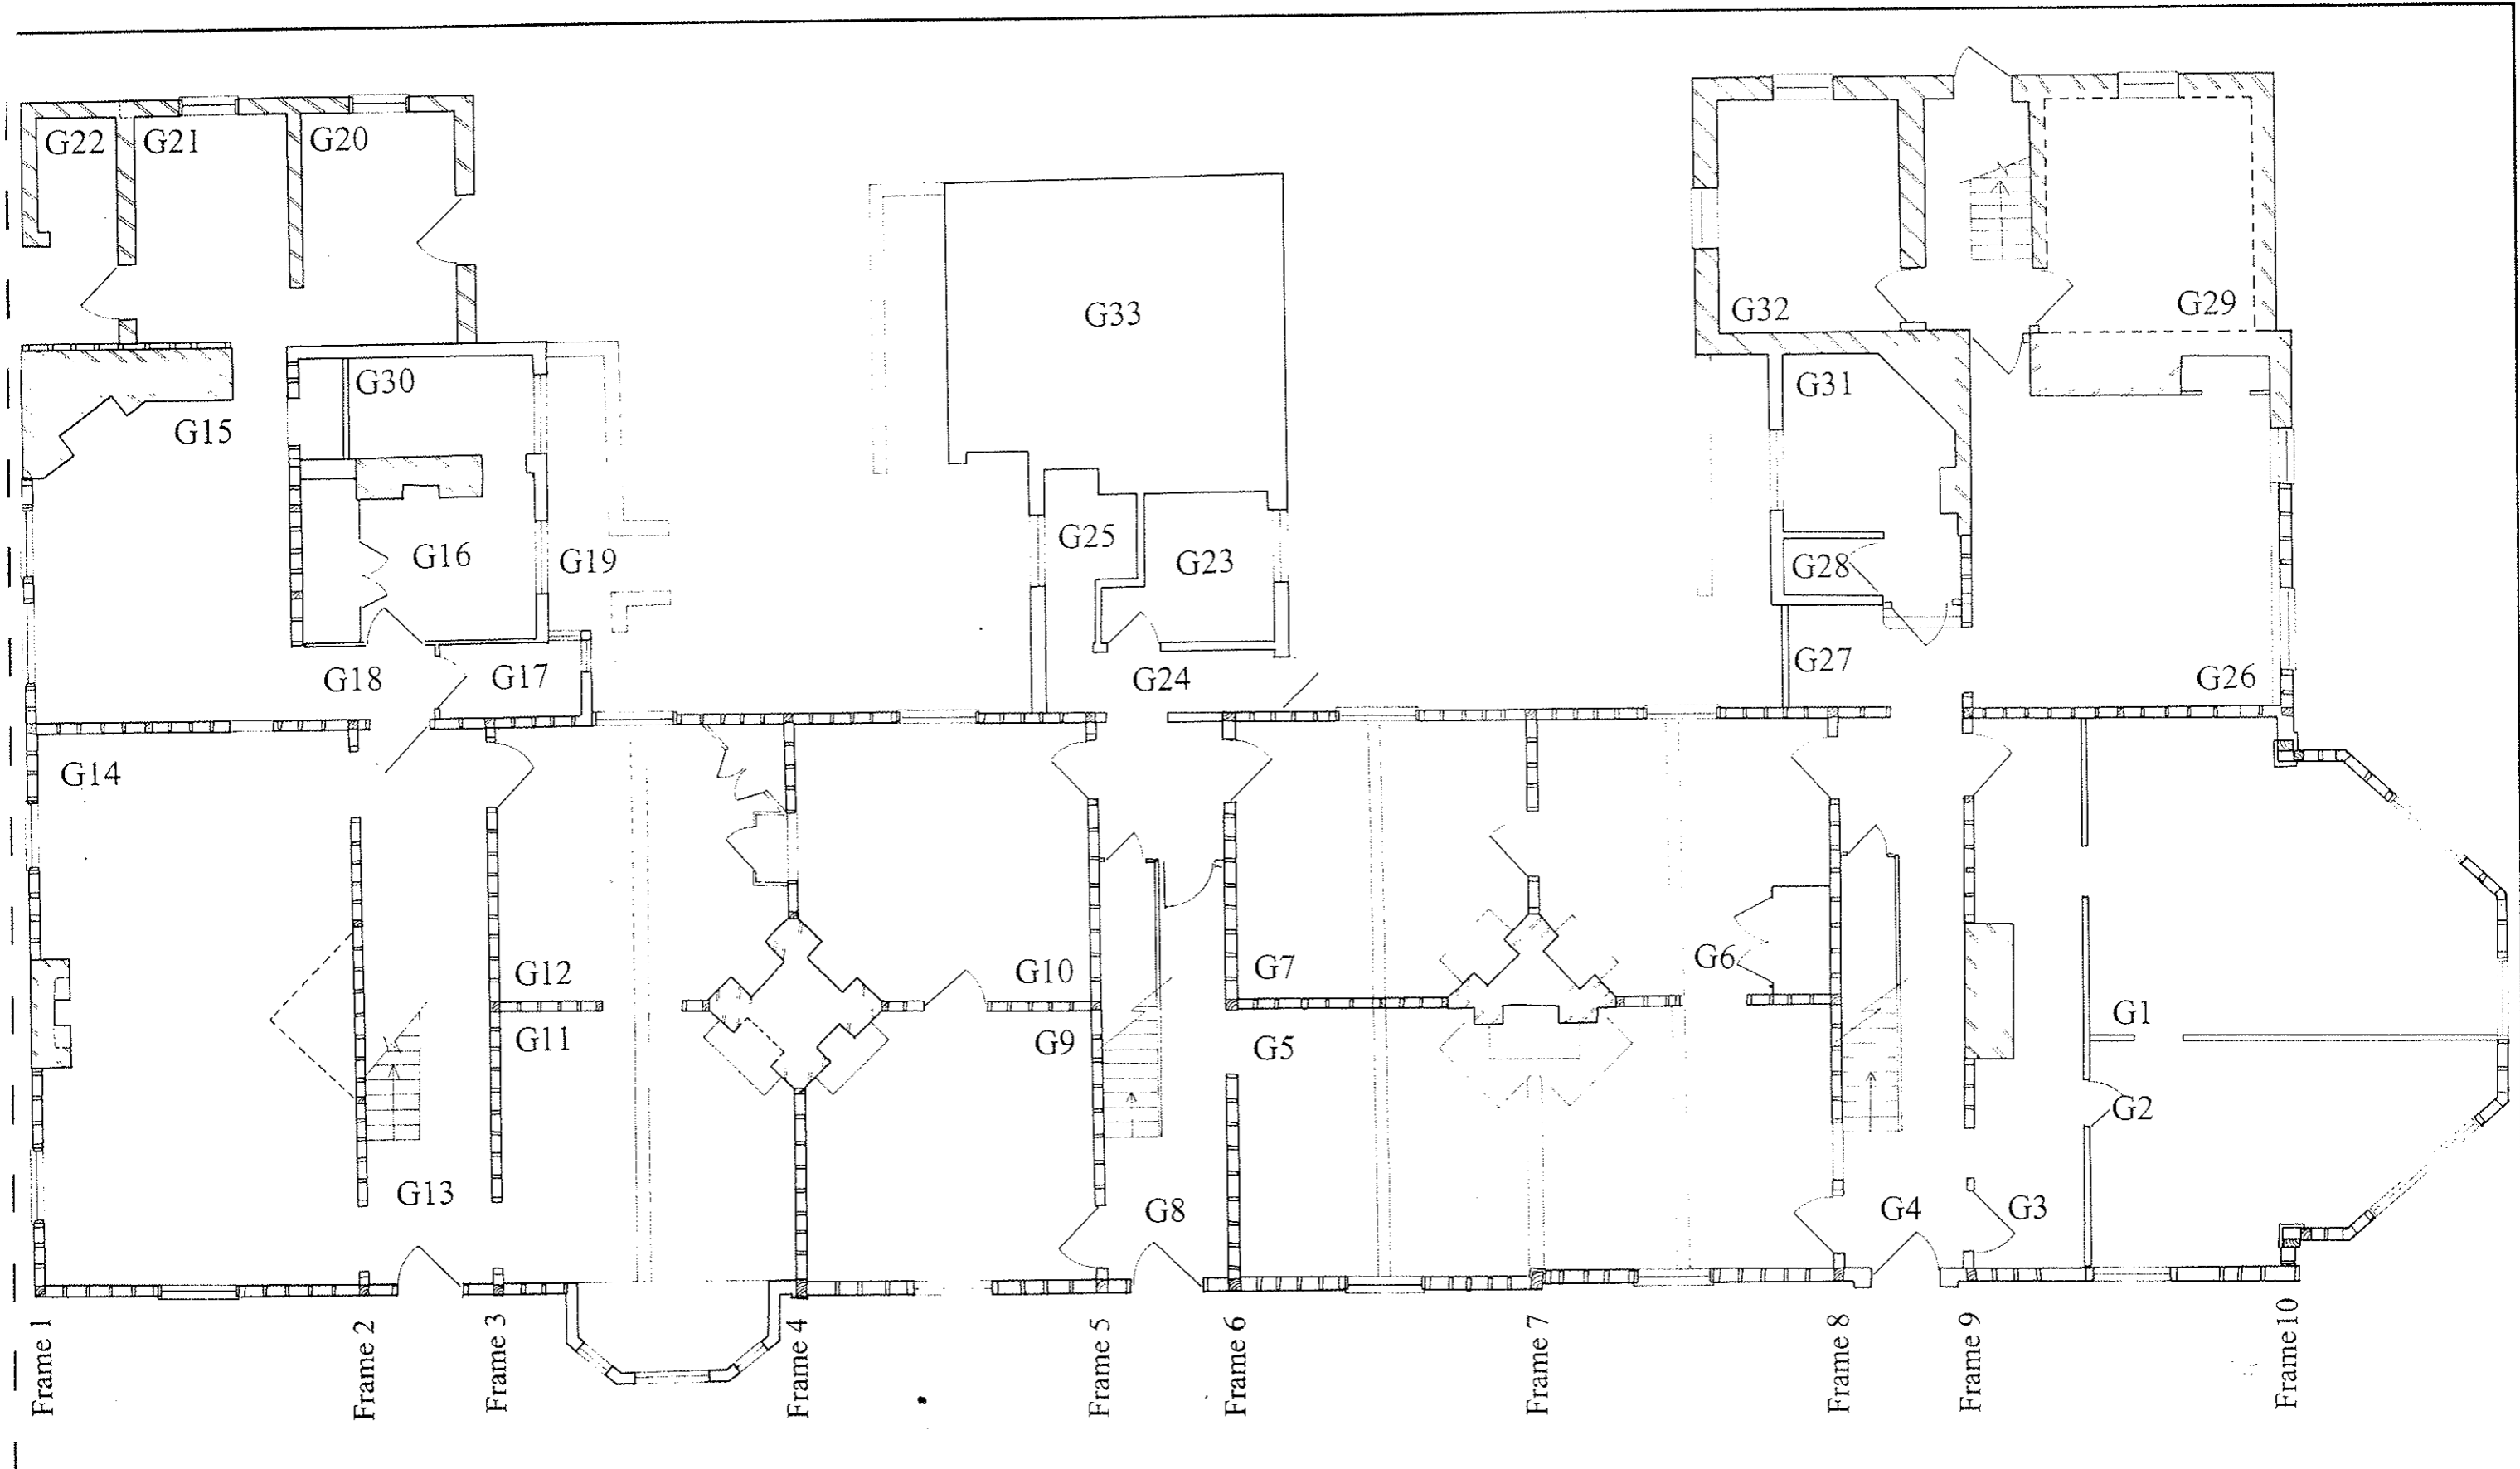 G22 G21 G20
G33
G32 G29
G30 G31
G15
G16 G19 G25 G23 G28
G18 G17 G24 G27 G26
G14
G12 G10 G7 G6
G11 G9 G5 G1
G2
G13 G8 G4 G3
Frame 1
Frame 2
Frame 3
Frame 4
Frame 5
Frame 6
Frame 7
Frame 8
Frame 9
Frame 10